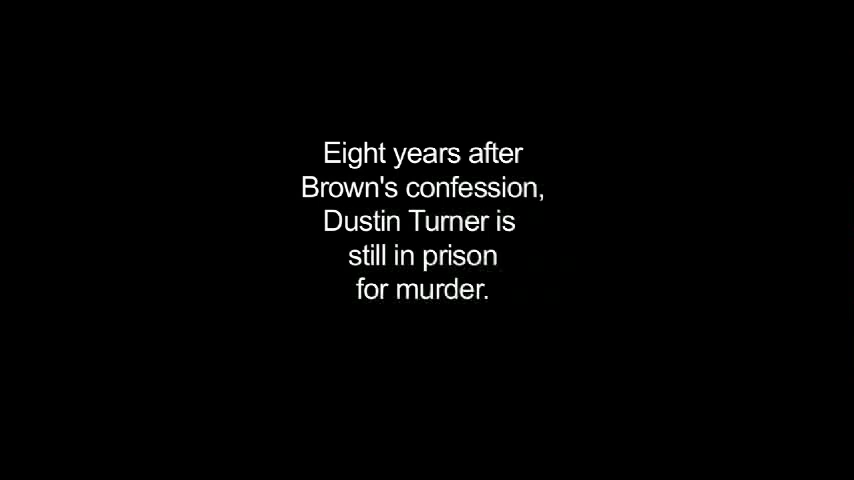 Eight years after
Brown's confession,
Dustin Turner is
still in prison
for murder.